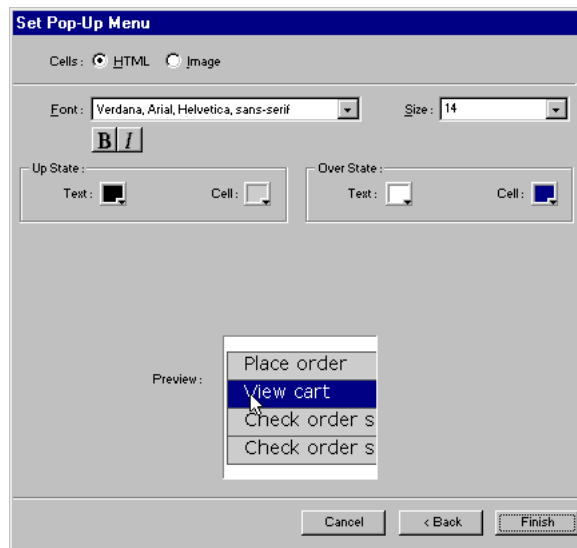 Set Pop-Up Menu
Cells: HTML Image
Font: Verdana, Arial, Helvetica, sans-serif Size: 14
B I
Up State: Over State:
Text: Cell: Text: Cell:
Preview:
Place order
View cart
Check order s
Check order s
Cancel < Back Finish